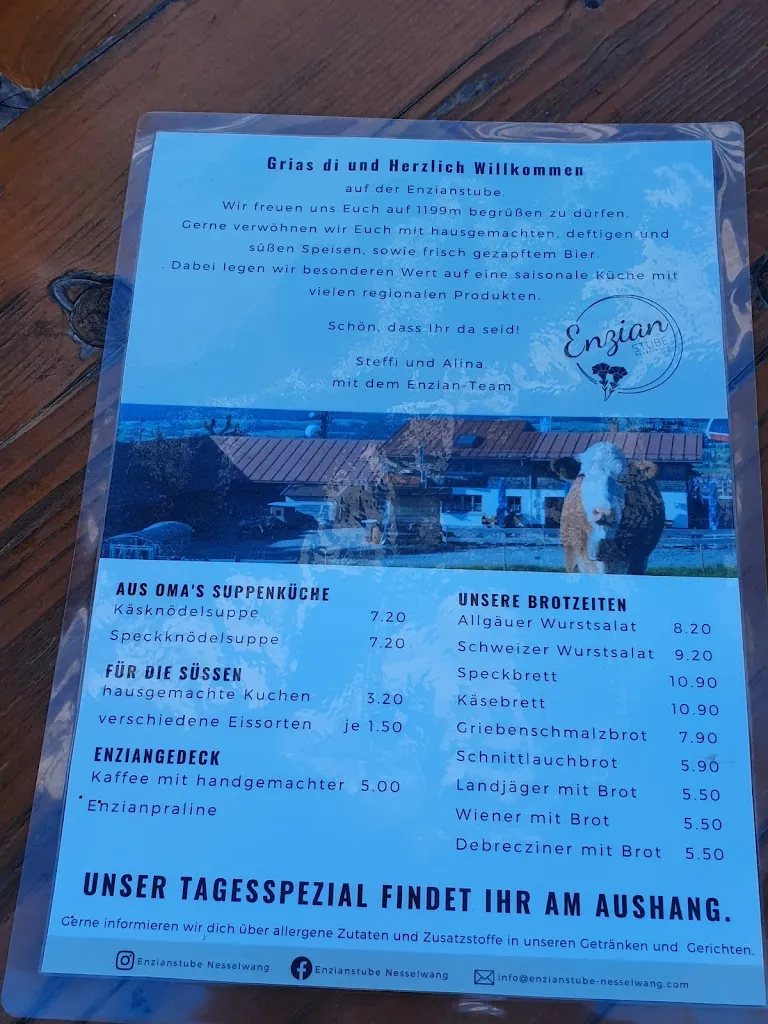 Grias di und Herzlich Willkommen
auf der Enzianstube.
Wir freuen uns Euch auf 1199m begrüßen zu dürfen.
Gerne verwöhnen wir Euch mit hausgemachten, deftigen und
süßen Speisen, sowie frisch gezapftem Bier.
. Dabei legen wir besonderen Wert auf eine saisonale Küche mit
vielen regionalen Produkten.
Schön, dass Ihr da seid!
Steffi und Alina
mit dem Enzian-Team
Enzian
STUBE
AUS OMA'S SUPPENKÜCHE
Käsknödelsuppe 7.20
Speckknödelsuppe 7.20
FÜR DIE SÜSSEN
hausgemachte Kuchen 3.20
verschiedene Eissorten je 1.50
ENZIANGEDECK
Kaffee mit handgemachter 5.00
Enzianpraline
UNSERE BROTZEITEN
Allgäuer Wurstsalat 8.20
Schweizer Wurstsalat 9.20
Speckbrett 10.90
Käsebrett 10.90
Griebenschmalzbrot 7.90
Schnittlauchbrot 5.90
Landjäger mit Brot 5.50
Wiener mit Brot 5.50
Debrecziner mit Brot 5.50
UNSER TAGESSPEZIAL FINDET IHR AM AUSHANG.
Gerne informieren wir dich über allergene Zutaten und Zusatzstoffe in unseren Getränken und Gerichten.
Enzianstube Nesselwang Enzianstube Nesselwang info@enzianstube-nesselwang.com